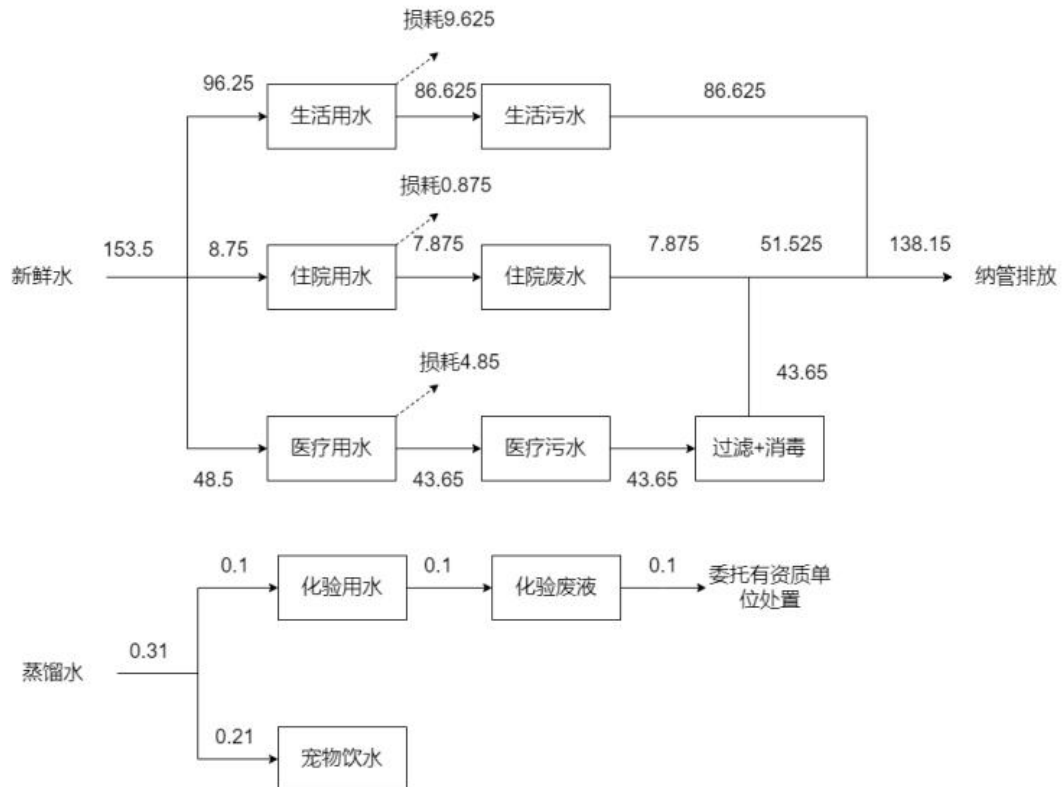 损耗9.625
96.25
86.625
86.625
生活用水
生活污水
损耗0.875
153.5
8.75
7.875
7.875
51.525
138.15
新鲜水
住院用水
住院废水
纳管排放
损耗4.85
43.65
医疗用水
医疗污水
过滤+消毒
48.5
43.65
43.65
0.1
0.1
0.1
化验用水
化验废液
委托有资质单
位处置
0.31
蒸馏水
0.21
宠物饮水